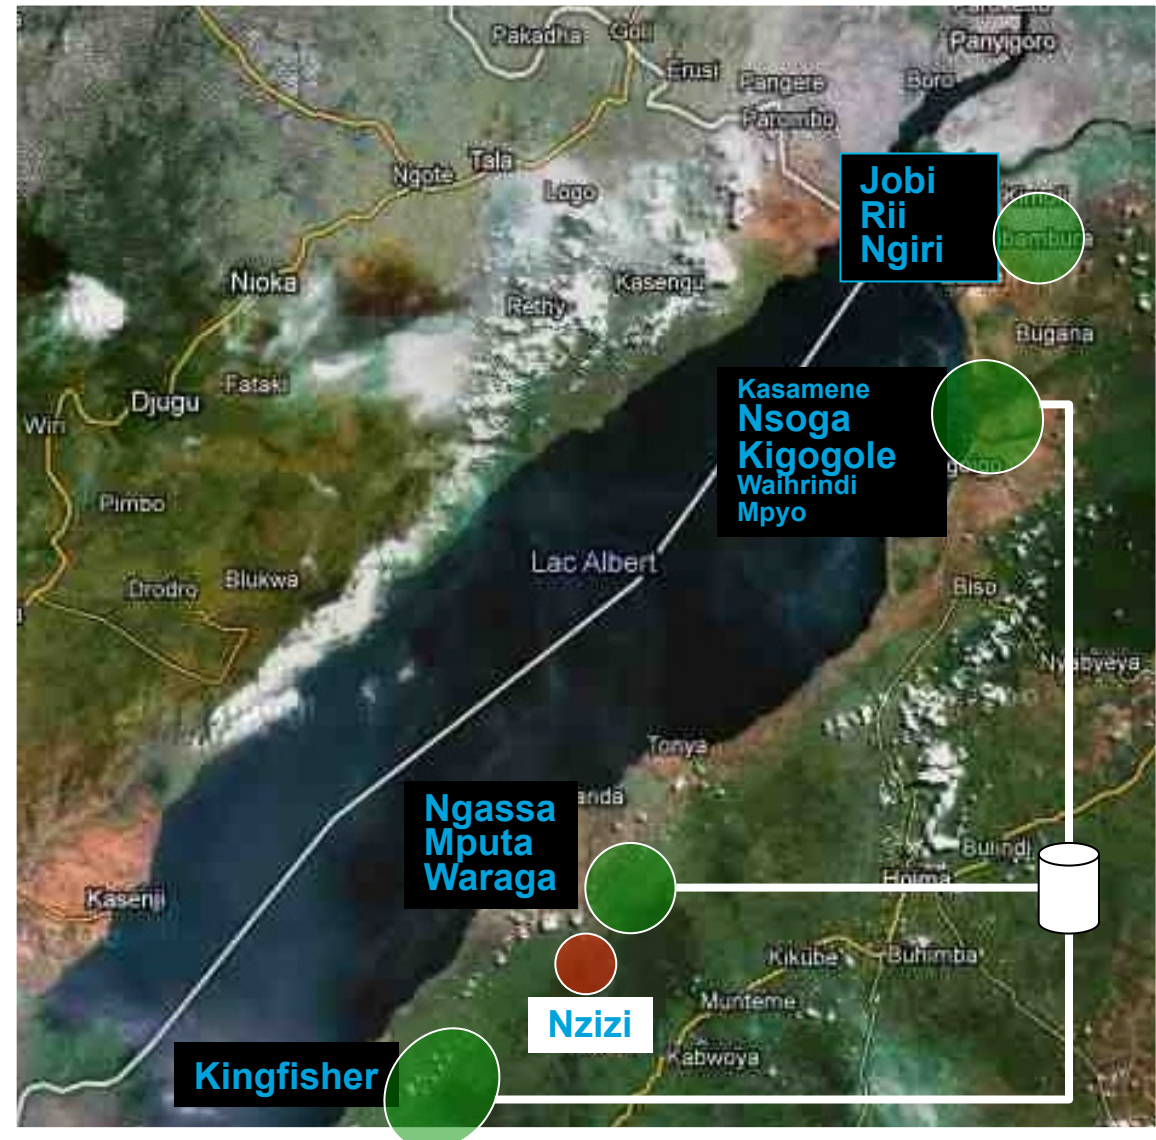 Pakadha
Goli
Panyigoro
Erusi
Pangere
Boro
Parombo
Tala
Ngote
Logo
Jobi
Rii
Ngiri
Nioka
Kasengu
Rethy
Bugana
Fataki
Djugu
Wiri
Kasamene
Nsoga
Kigogole
Waihrindi
Mpyo
Pimbo
Lac Albert
Drodro
Blukwa
Biso
Nyabyeya
Tonya
Ngassa
Mputa
Waraga
Bulindi
Hoima
Kasenji
Kikube
Buhimba
Munteme
Nzizi
Kabwoya
Kingfisher